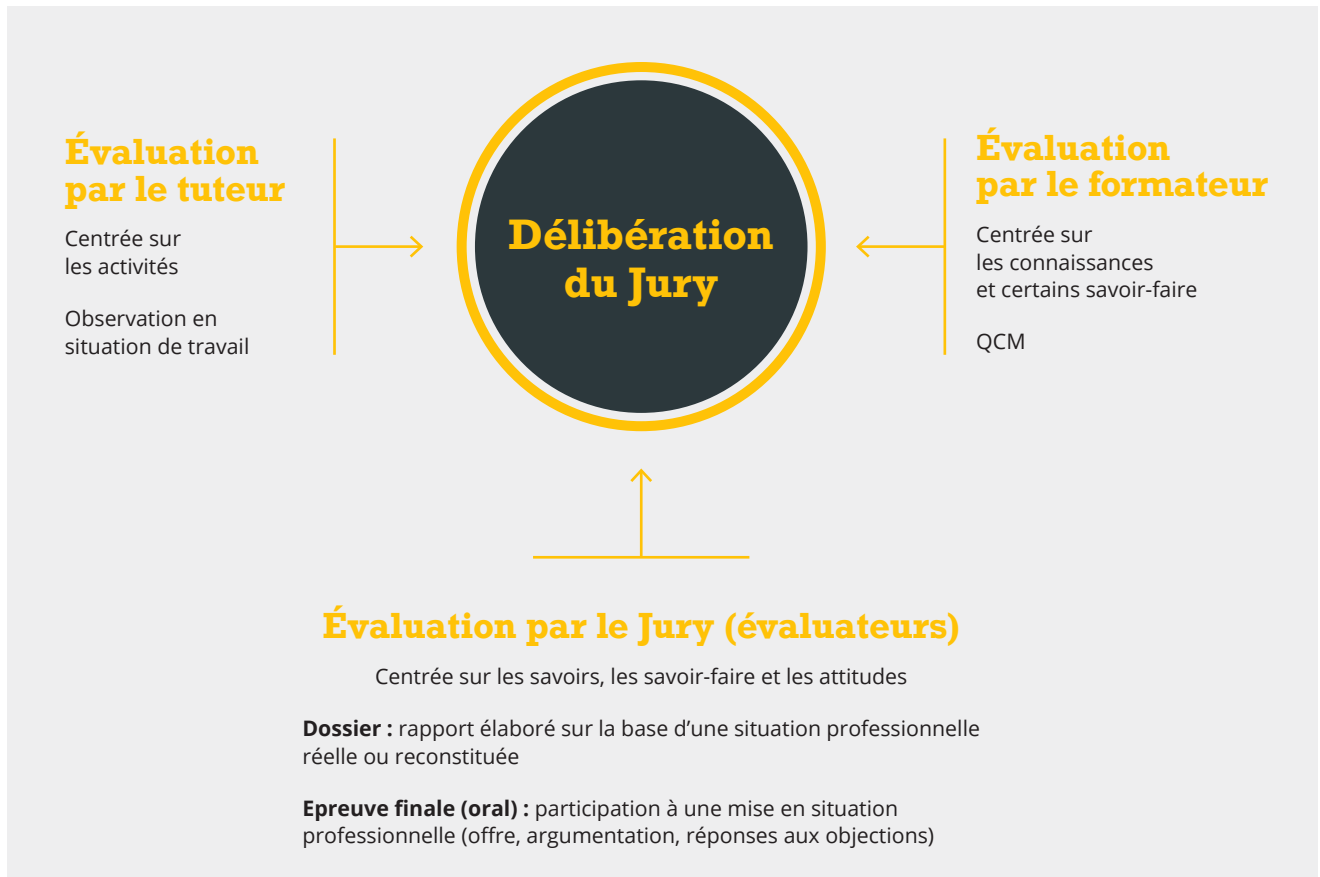 Évaluation
par le tuteur
Centrée sur
les activités
Observation en
situation de travail
Délibération
du Jury
Évaluation
par le formateur
Centrée sur
les connaissances
et certains savoir-faire
QCM
Évaluation par le Jury (évaluateurs)
Centrée sur les savoirs, les savoir-faire et les attitudes
Dossier : rapport élaboré sur la base d’une situation professionnelle
réelle ou reconstituée
Epreuve finale (oral) : participation à une mise en situation
professionnelle (offre, argumentation, réponses aux objections)